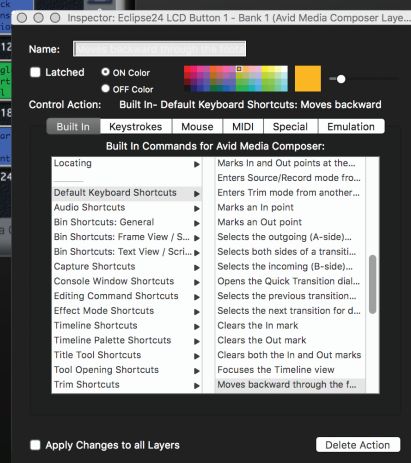 Inspector: Eclipse24 LCD Button 1 - Bank 1 (Avid Media Composer Laye...
Name: Moves backward through the foota
Latched
ON Color
OFF Color
Control Action: Built In- Default Keyboard Shortcuts: Moves backward
Built In Keystrokes Mouse MIDI Special Emulation
Built In Commands for Avid Media Composer:
Locating
Default Keyboard Shortcuts
Audio Shortcuts
Bin Shortcuts: General
Bin Shortcuts: Frame View / S...
Bin Shortcuts: Text View / Scri...
Capture Shortcuts
Console Window Shortcuts
Editing Command Shortcuts
Effect Mode Shortcuts
Timeline Shortcuts
Timeline Palette Shortcuts
Title Tool Shortcuts
Tool Opening Shortcuts
Trim Shortcuts
Marks In and Out points at the...
Enters Source/Record mode fro...
Enters Trim mode from another...
Marks an In point
Marks an Out point
Selects the outgoing (A-side)...
Selects both sides of a transiti...
Selects the incoming (B-side)...
Opens the Quick Transition dial...
Selects the previous transition...
Selects the next transition for d...
Clears the In mark
Clears the Out mark
Clears both the In and Out marks
Focuses the Timeline view
Moves backward through the f...
Apply Changes to all Layers
Delete Action
12
24